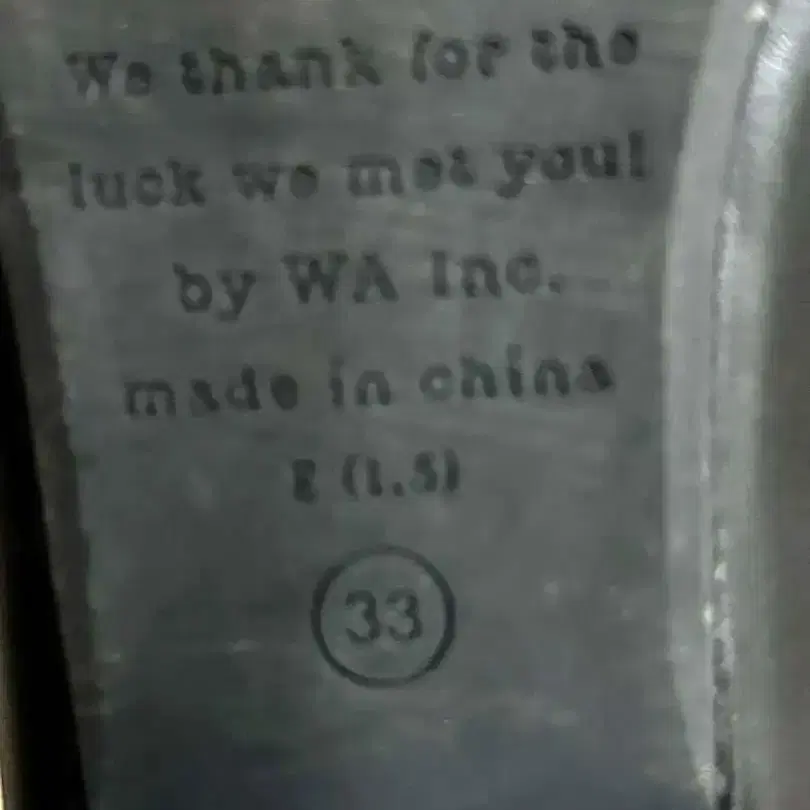 We thank for the
luck we met you!
by WA Inc.
made in china
E (1.5)
33